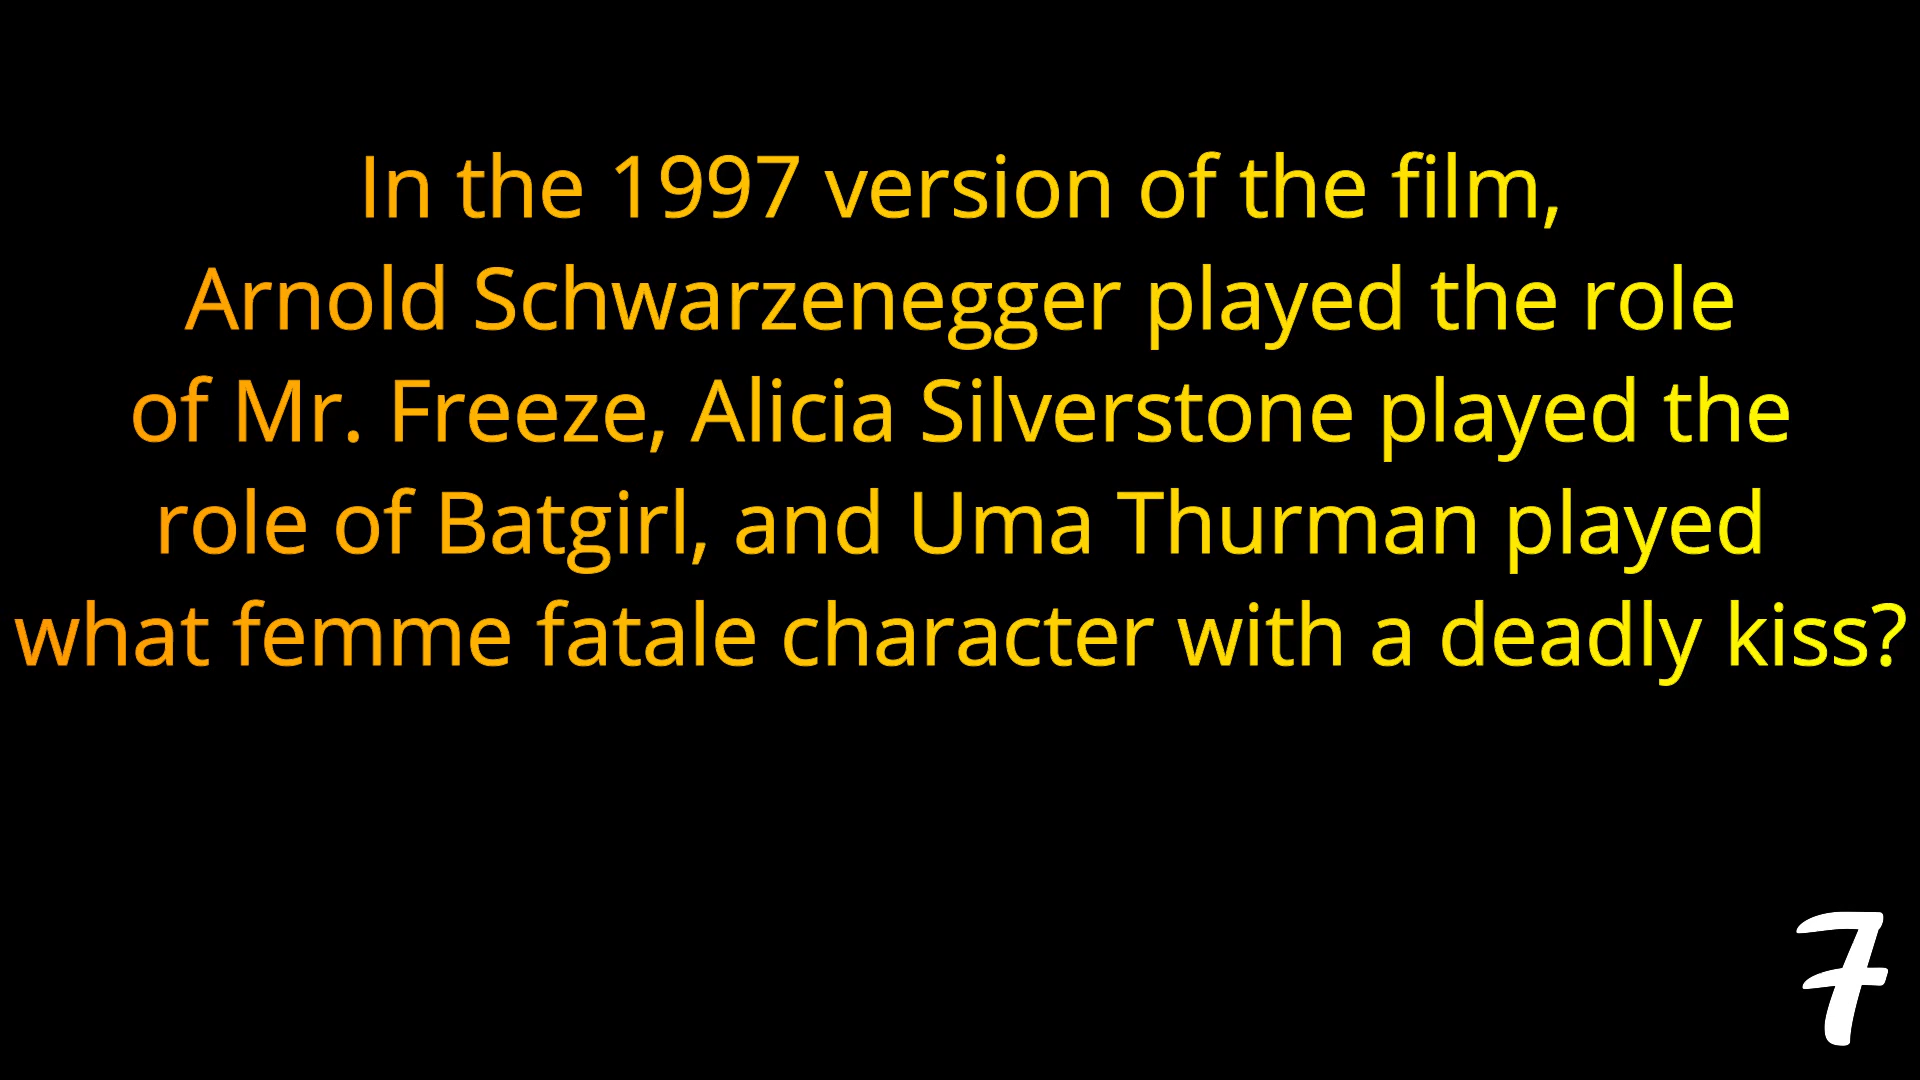 In the 1997 version of the film,
Arnold Schwarzenegger played the role
of Mr. Freeze, Alicia Silverstone played the
role of Batgirl, and Uma Thurman played
what femme fatale character with a deadly kiss?
7